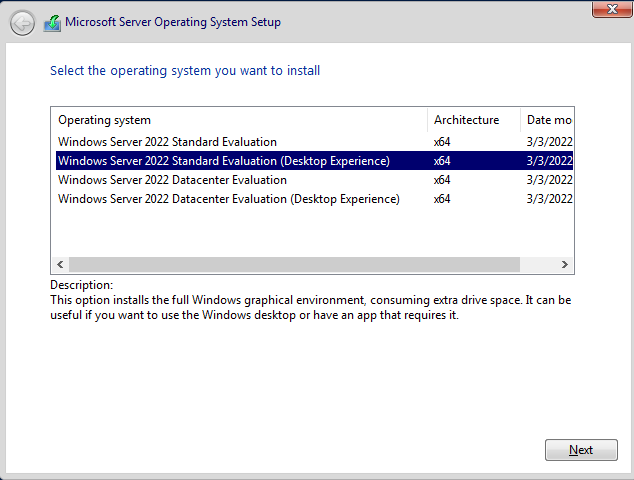 Microsoft Server Operating System Setup
Select the operating system you want to install
Operating system Architecture Date mo
Windows Server 2022 Standard Evaluation x64 3/3/2022
Windows Server 2022 Standard Evaluation (Desktop Experience) x64 3/3/2022
Windows Server 2022 Datacenter Evaluation x64 3/3/2022
Windows Server 2022 Datacenter Evaluation (Desktop Experience) x64 3/3/2022
Description:
This option installs the full Windows graphical environment, consuming extra drive space. It can be
useful if you want to use the Windows desktop or have an app that requires it.
Next